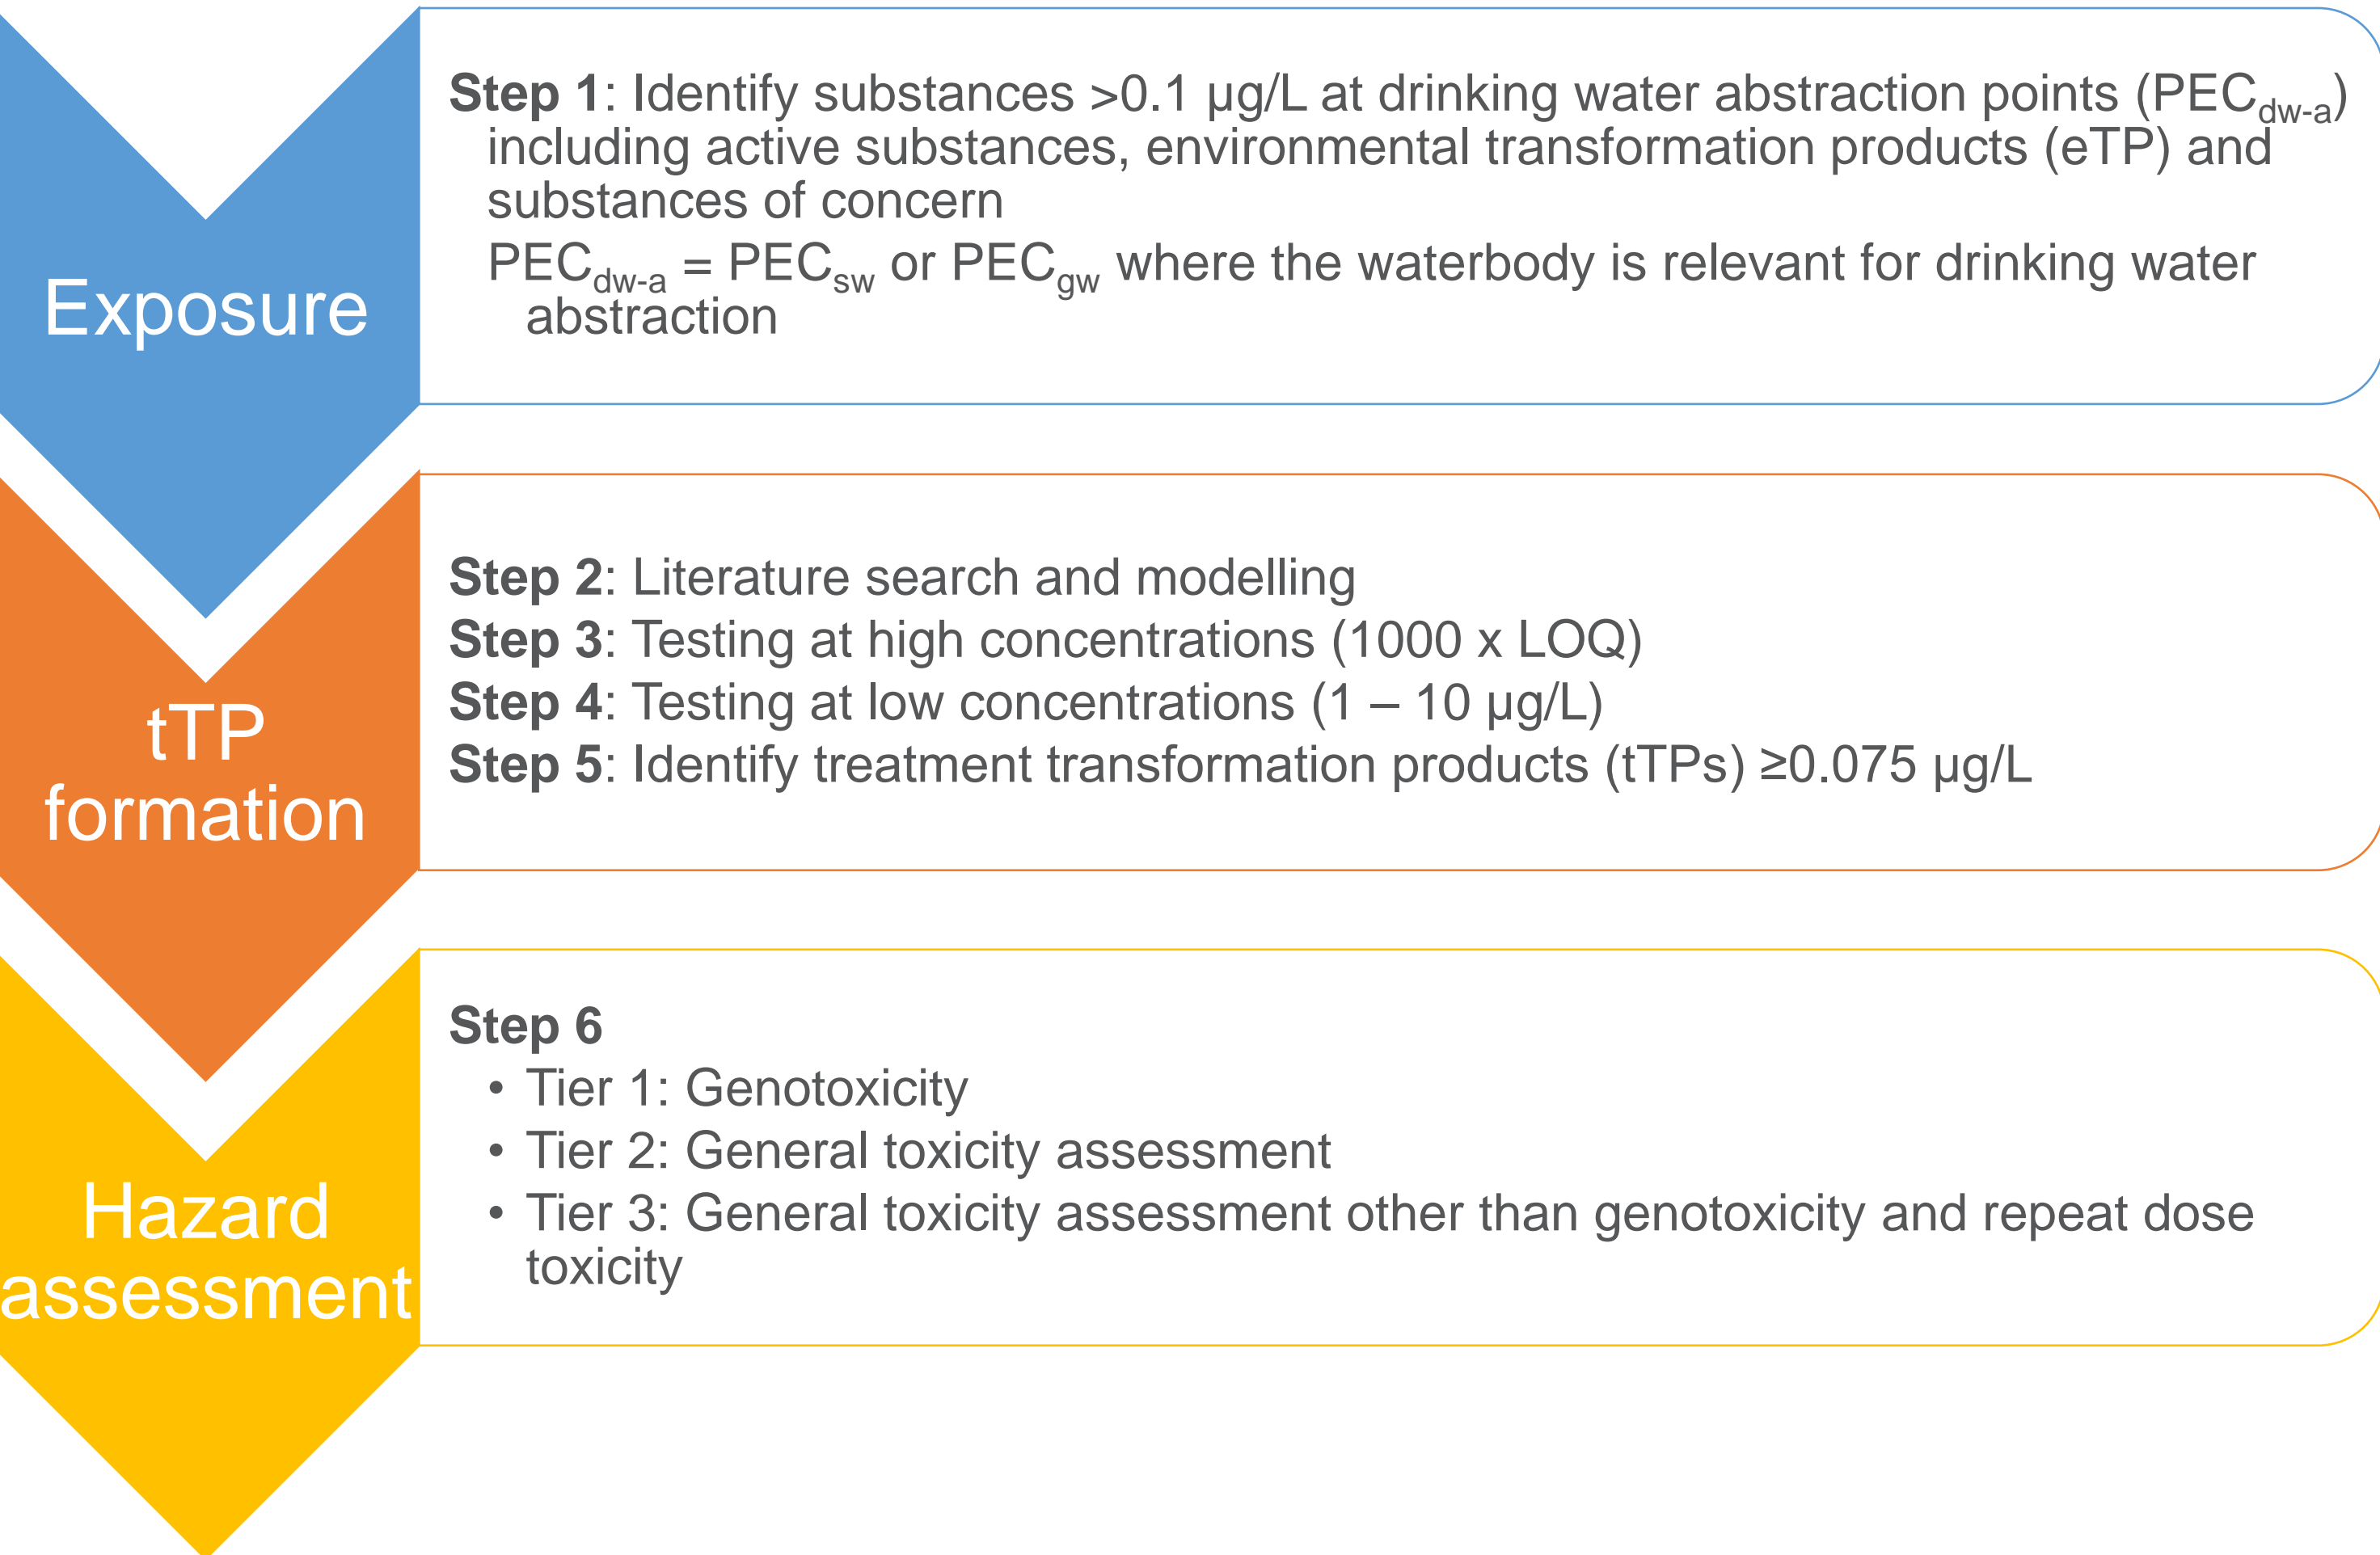 Exposure
Step 1: Identify substances >0.1 µg/L at drinking water abstraction points (PECdw-a)
including active substances, environmental transformation products (eTP) and
substances of concern
PECdw-a = PECsw or PECgw where the waterbody is relevant for drinking water
abstraction
tTP
formation
Step 2: Literature search and modelling
Step 3: Testing at high concentrations (1000 x LOQ)
Step 4: Testing at low concentrations (1 – 10 µg/L)
Step 5: Identify treatment transformation products (tTPs) ≥0.075 µg/L
Hazard
assessment
Step 6
• Tier 1: Genotoxicity
• Tier 2: General toxicity assessment
• Tier 3: General toxicity assessment other than genotoxicity and repeat dose
toxicity